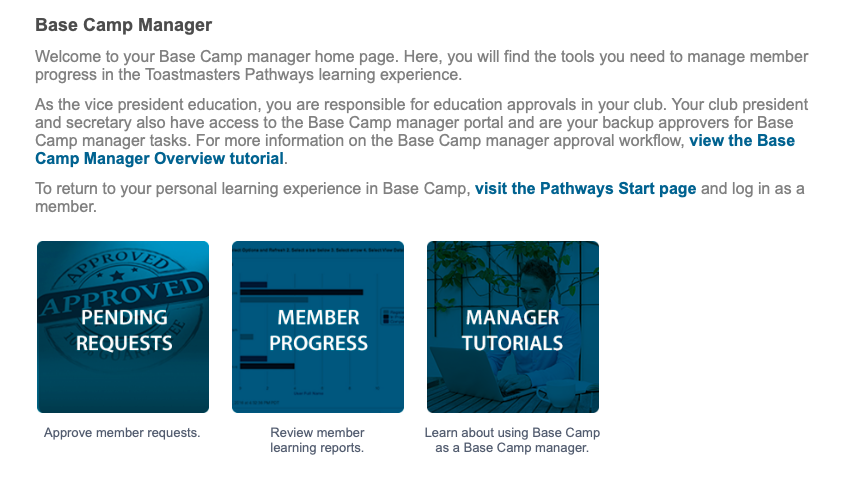 Base Camp Manager
Welcome to your Base Camp manager home page. Here, you will find the tools you need to manage member
progress in the Toastmasters Pathways learning experience.
As the vice president education, you are responsible for education approvals in your club. Your club president
and secretary also have access to the Base Camp manager portal and are your backup approvers for Base
Camp manager tasks. For more information on the Base Camp manager approval workflow, view the Base
Camp Manager Overview tutorial.
To return to your personal learning experience in Base Camp, visit the Pathways Start page and log in as a
member.
APPROVED
APPROVED
PENDING
REQUESTS
MEMBER
PROGRESS
MANAGER
TUTORIALS
Approve member requests.
Review member
learning reports.
Learn about using Base Camp
as a Base Camp manager.